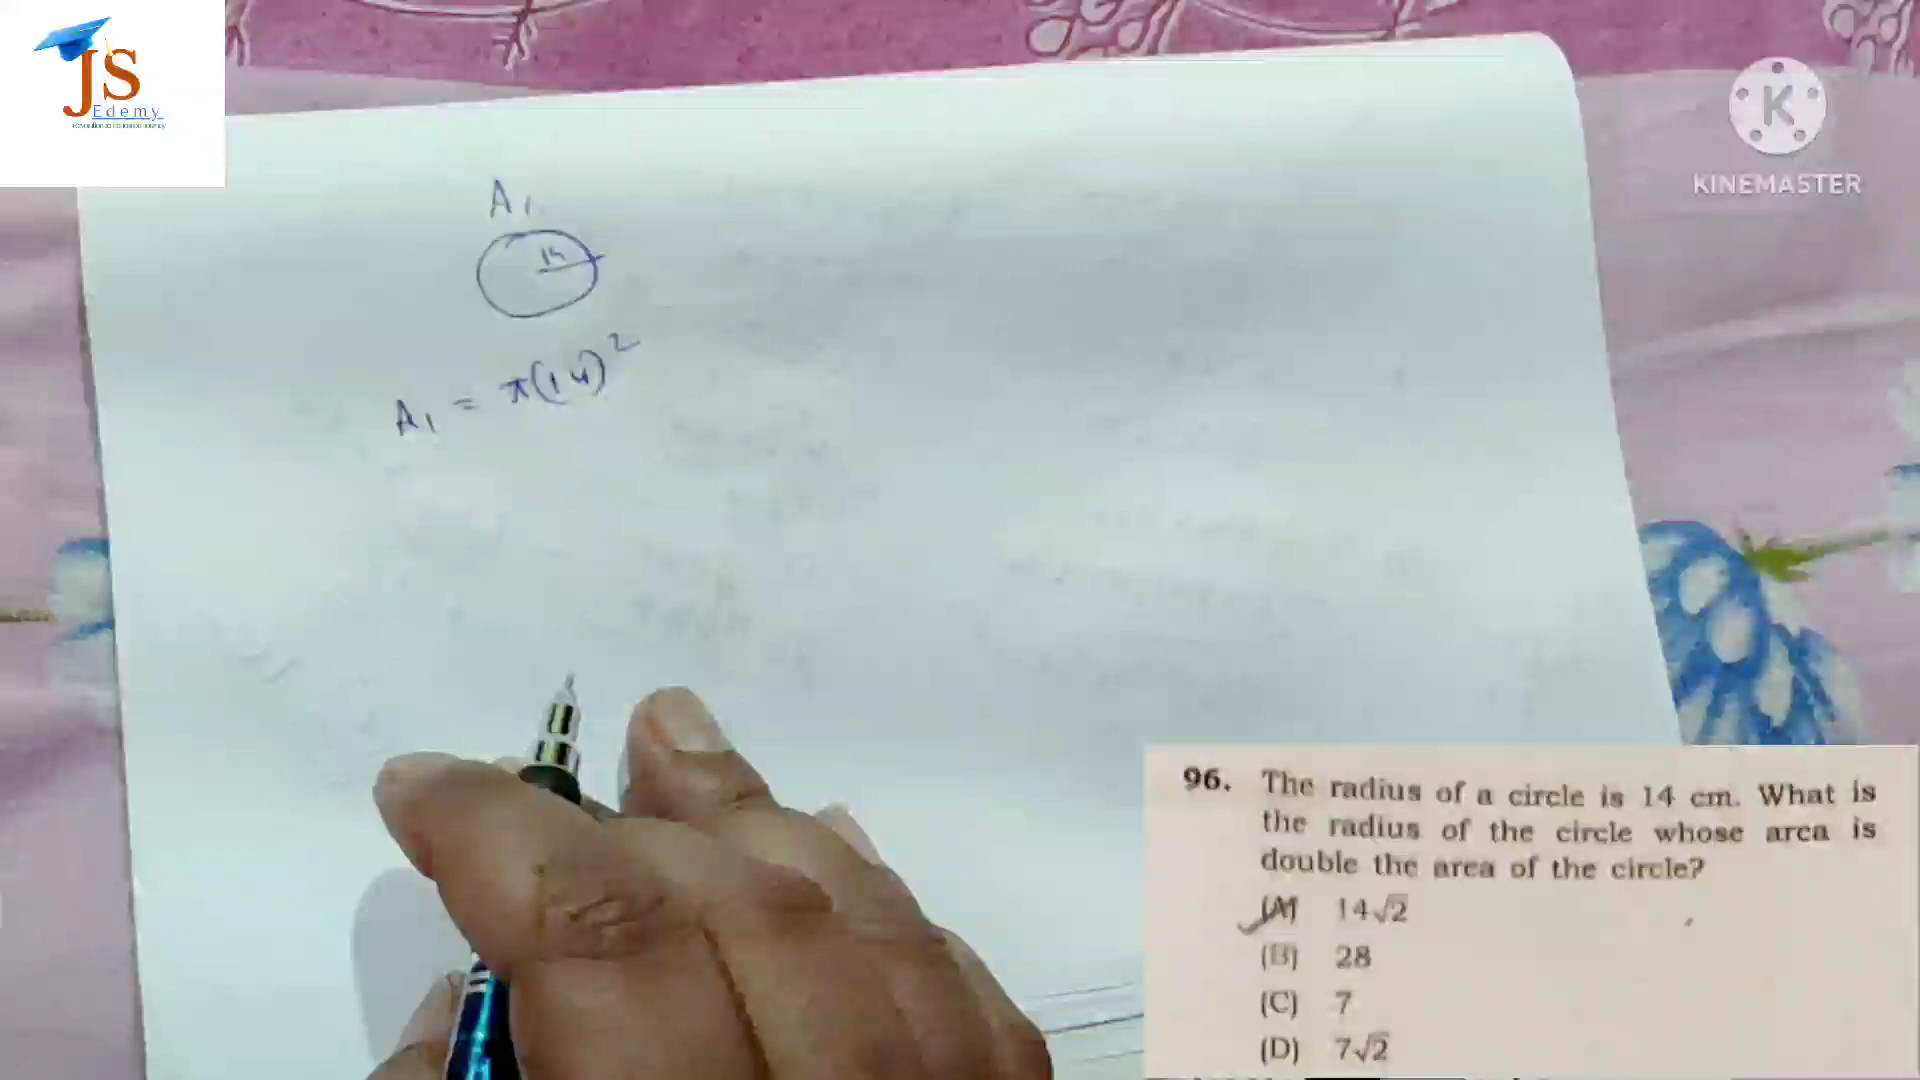 JS
Edemy
KINEMASTER
A₁
14
A₁ = π(14)²
96. The radius of a circle is 14 cm. What is
the radius of the circle whose area is
double the area of the circle?
(A) 14√2
(B) 28
(C) 7
(D) 7√2